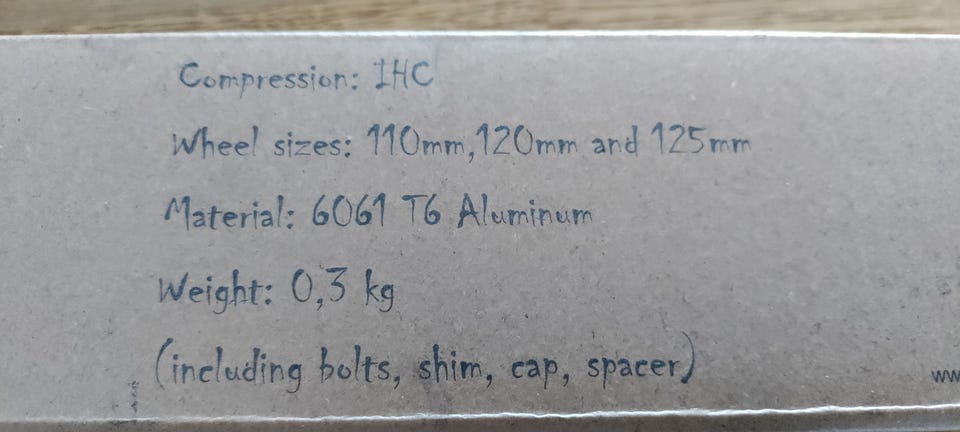 Compression: IHC
Wheel sizes: 110mm,120mm and 125mm
Material: 6061 T6 Aluminum
Weight: 0,3 kg
(including bolts, shim, cap, spacer)